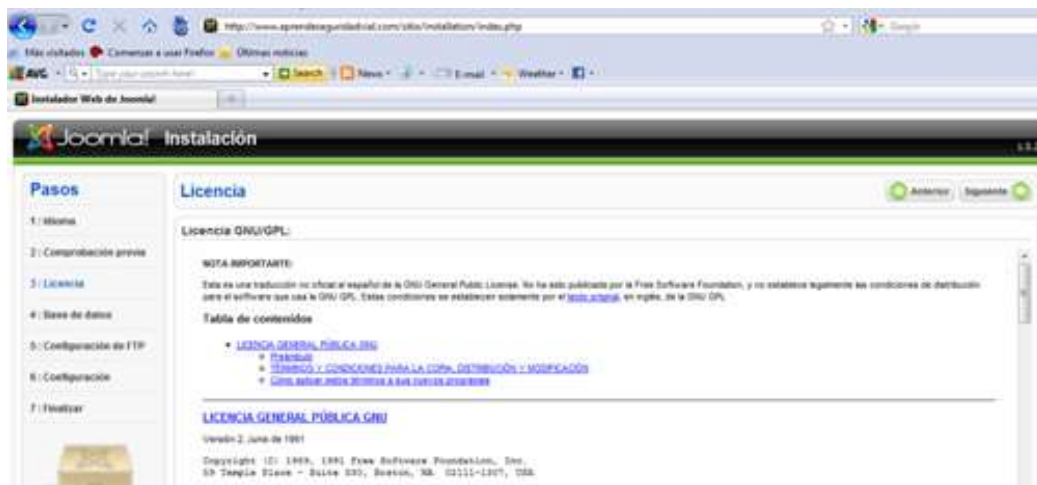 http://www.aprendeseguridadvial.com/sitio/installation/index.php
Google
Más visitados Comenzar a usar Firefox Últimas noticias
AVG Search News E-mail Weather
Instalador Web de Joomla!
Joomla! Instalación
Pasos
Licencia
Anterior Siguiente
1 : Idioma
Licencia GNU/GPL:
2 : Comprobación previa
NOTA IMPORTANTE:
3 : Licencia
Esta es una traducción no oficial al español de la GNU General Public License. No ha sido publicada por la Free Software Foundation, y no establece legalmente las condiciones de distribución
para el software que usa la GNU GPL. Estas condiciones se establecen solamente por el texto original, en inglés, de la GNU GPL.
4 : Base de datos
Tabla de contenidos
5 : Configuración de FTP
LICENCIA GENERAL PÚBLICA GNU
Preámbulo
TÉRMINOS Y CONDICIONES PARA LA COPIA, DISTRIBUCIÓN Y MODIFICACIÓN
Cómo aplicar estos términos a sus nuevos programas
6 : Configuración
7 : Finalizar
LICENCIA GENERAL PÚBLICA GNU
Versión 2, Junio de 1991
Copyright (C) 1989, 1991 Free Software Foundation, Inc.
59 Temple Place - Suite 330, Boston, MA 02111-1307, USA